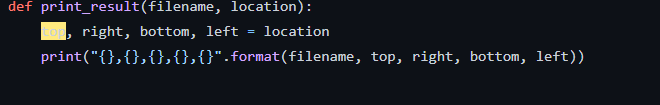 def print_result(filename, location):
    top, right, bottom, left = location
    print("{},{},{},{},{}".format(filename, top, right, bottom, left))